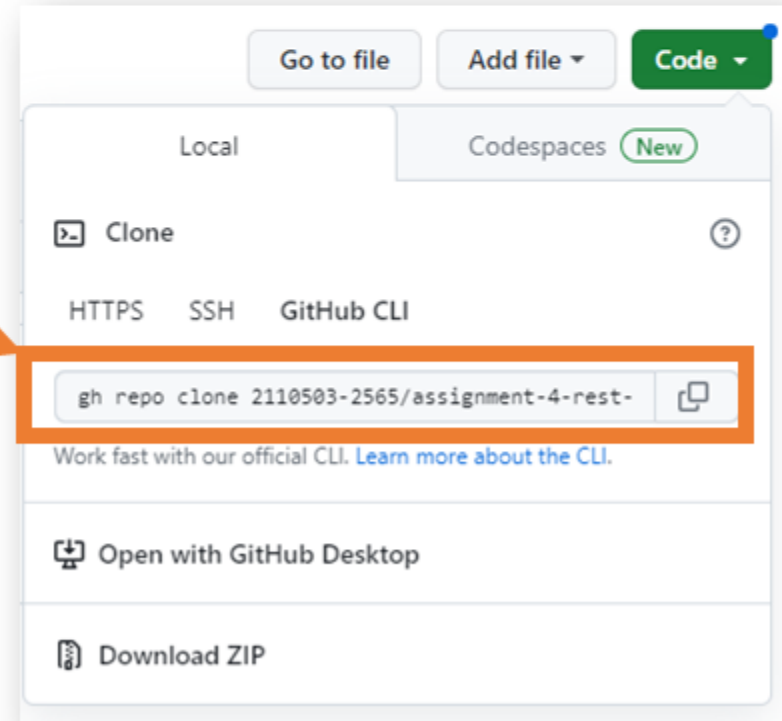 Go to file Add file Code
Local Codespaces New
Clone
HTTPS SSH GitHub CLI
gh repo clone 2110503-2565/assignment-4-rest-
Work fast with our official CLI. Learn more about the CLI.
Open with GitHub Desktop
Download ZIP